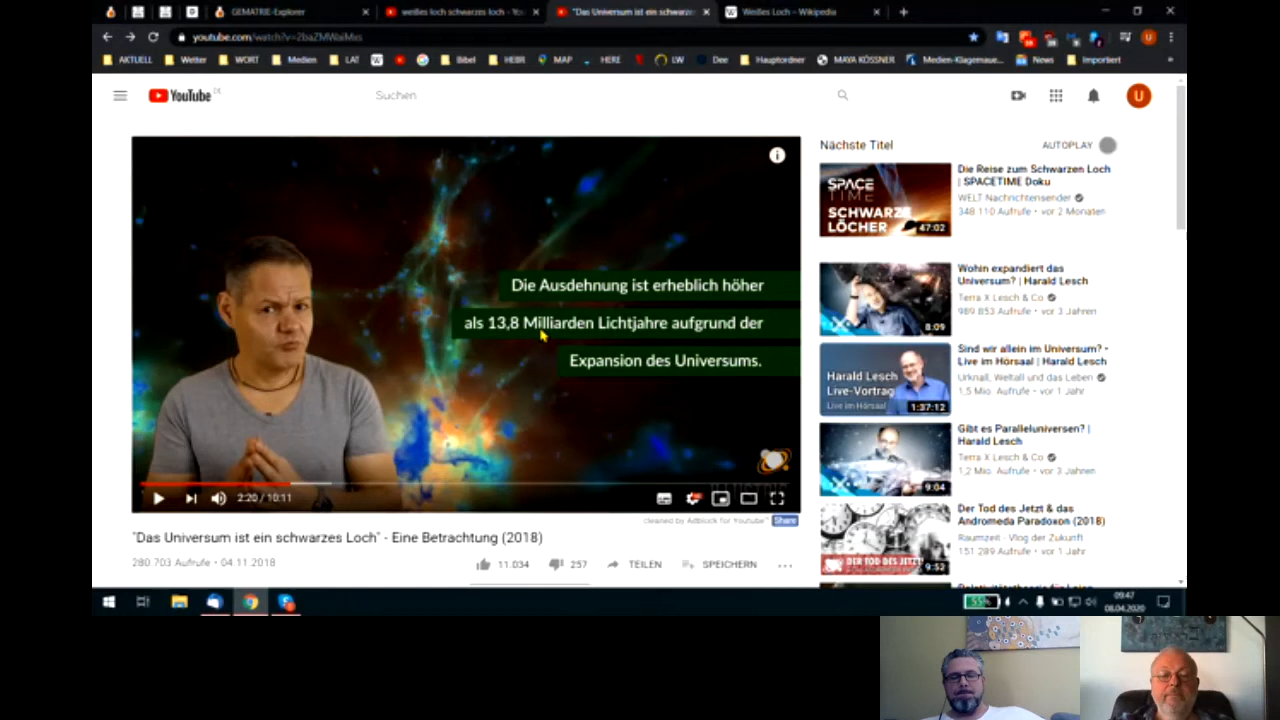 GEMATRIE-Explorer
weißes loch schwarzes loch - You
"Das Universum ist ein schwarze
Weißes Loch – Wikipedia
youtube.com/watch?v=2baZMWaiMxs
AKTUELL
Wetter
WORT
Medien
LAT
Bibel
HEBR
MAP
HERE
LW
Dee
Hauptordner
MAYA KÖSSNER
Medien-Klagemaue...
News
Importiert
YouTube DE
Suchen
U
Die Ausdehnung ist erheblich höher
als 13,8 Milliarden Lichtjahre aufgrund der
Expansion des Universums.
2:20 / 10:11
cleaned by Adblock for Youtube™
Share
"Das Universum ist ein schwarzes Loch" - Eine Betrachtung (2018)
280 703 Aufrufe • 04.11.2018
11.034
257
TEILEN
SPEICHERN
Nächste Titel
AUTOPLAY
SPACE
TIME
SCHWARZE
LÖCHER
47:02
Die Reise zum Schwarzen Loch
| SPACETIME Doku
WELT Nachrichtensender
348 110 Aufrufe • vor 2 Monaten
8:09
Wohin expandiert das
Universum? | Harald Lesch
Terra X Lesch & Co
989 853 Aufrufe • vor 3 Jahren
Harald Lesch
Live-Vortrag
Live im Hörsaal
1:37:12
Sind wir allein im Universum? •
Live im Hörsaal | Harald Lesch
Urknall, Weltall und das Leben
1,5 Mio. Aufrufe • vor 1 Jahr
9:04
Gibt es Paralleluniversen? |
Harald Lesch
Terra X Lesch & Co
1,2 Mio. Aufrufe • vor 3 Jahren
DER TOD DES JETZT!
9:52
Der Tod des Jetzt & das
Andromeda Paradoxon (2018)
Raumzeit - Vlog der Zukunft
151 289 Aufrufe • vor 1 Jahr
55%
09:47
08.04.2020